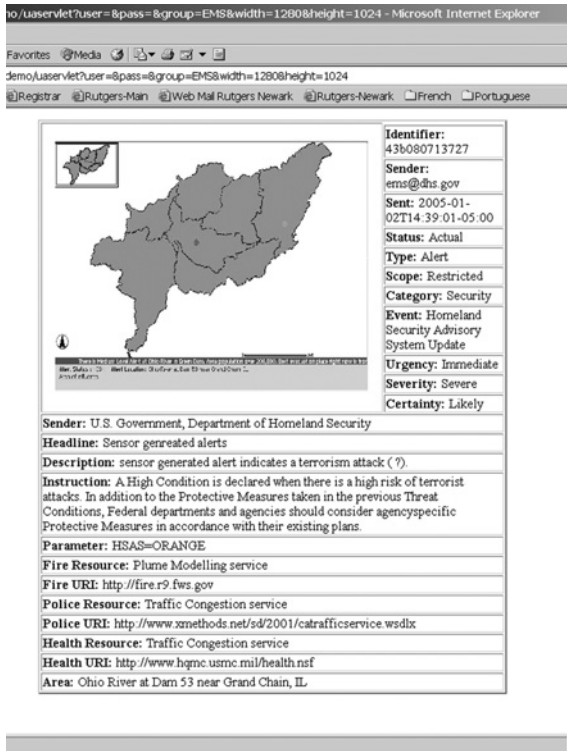 no/uaservlet?user=&pass=&group=EMS&width=1280&height=1024 - Microsoft Internet Explorer
Favorites Media
demo/uaservlet?user=&pass=&group=EMS&width=1280&height=1024
Registrar Rutgers-Main Web Mail Rutgers Newark Rutgers-Newark French Portuguese
Identifier:
43b080713727
Sender:
ems@dhs.gov
Sent: 2005-01-
02T14:39:01-05:00
Status: Actual
Type: Alert
Scope: Restricted
Category: Security
Event: Homeland
Security Advisory
System Update
Urgency: Immediate
Severity: Severe
Certainty: Likely
Sender: U.S. Government, Department of Homeland Security
Headline: Sensor genreated alerts
Description: sensor generated alert indicates a terrorism attack ( ?).
Instruction: A High Condition is declared when there is a high risk of terrorist
attacks. In addition to the Protective Measures taken in the previous Threat
Conditions, Federal departments and agencies should consider agencyspecific
Protective Measures in accordance with their existing plans.
Parameter: HSAS=ORANGE
Fire Resource: Plume Modelling service
Fire URI: http://fire.r9.fws.gov
Police Resource: Traffic Congestion service
Police URI: http://www.xmethods.net/sd/2001/catrafficservice.wsdlx
Health Resource: Traffic Congestion service
Health URI: http://www.hqmc.usmc.mil/health.nsf
Area: Ohio River at Dam 53 near Grand Chain, IL